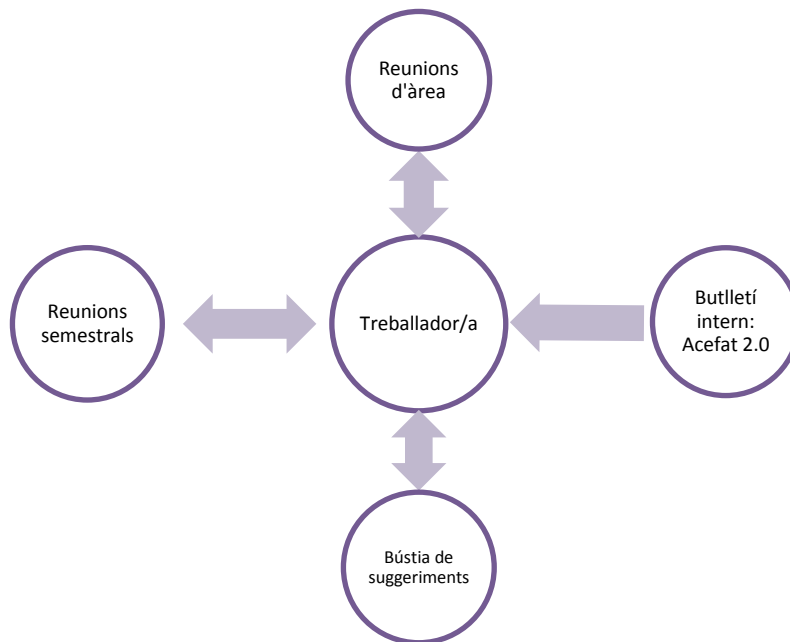 Reunions
d'àrea
Reunions
semestrals
Treballador/a
Butlletí
intern:
Acefat 2.0
Bústia de
suggeriments